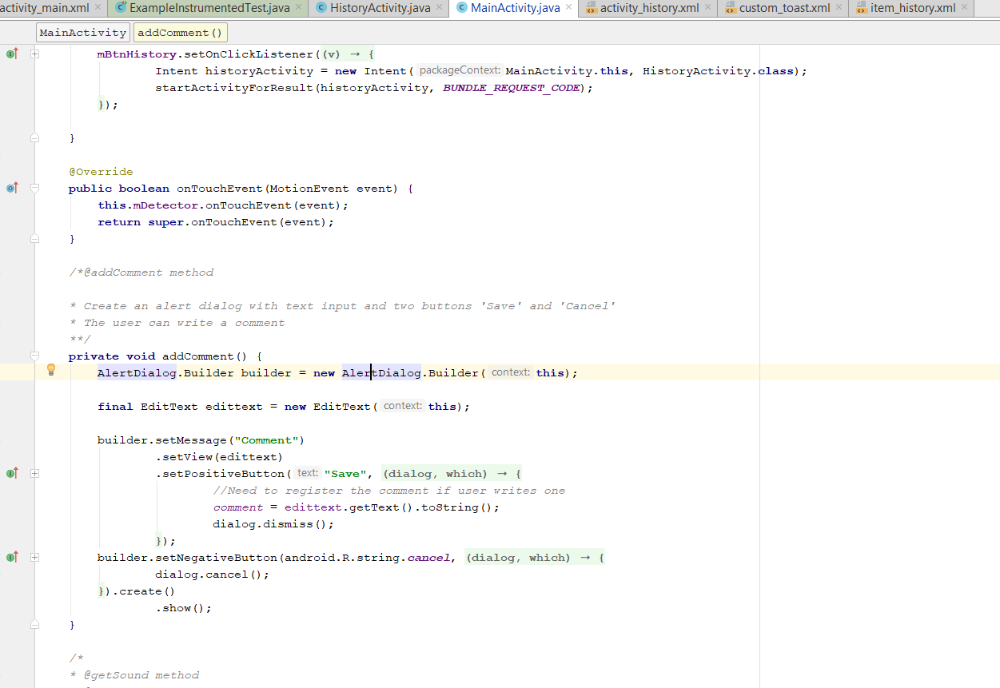 activity_main.xml × ExampleInstrumentedTest.java × HistoryActivity.java × MainActivity.java × activity_history.xml × custom_toast.xml × item_history.xml ×
MainActivity addComment()
mBtnHistory.setOnClickListener((v) → {
Intent historyActivity = new Intent( packageContext: MainActivity.this, HistoryActivity.class);
startActivityForResult(historyActivity, BUNDLE_REQUEST_CODE);
});
}
@Override
public boolean onTouchEvent(MotionEvent event) {
this.mDetector.onTouchEvent(event);
return super.onTouchEvent(event);
}
/*@addComment method
* Create an alert dialog with text input and two buttons 'Save' and 'Cancel'
* The user can write a comment
**/
private void addComment() {
AlertDialog.Builder builder = new AlertDialog.Builder( context: this);
final EditText edittext = new EditText( context: this);
builder.setMessage("Comment")
.setView(edittext)
.setPositiveButton( text: "Save", (dialog, which) → {
//Need to register the comment if user writes one
comment = edittext.getText().toString();
dialog.dismiss();
});
builder.setNegativeButton(android.R.string.cancel, (dialog, which) → {
dialog.cancel();
}).create()
.show();
}
/*
* @getSound method